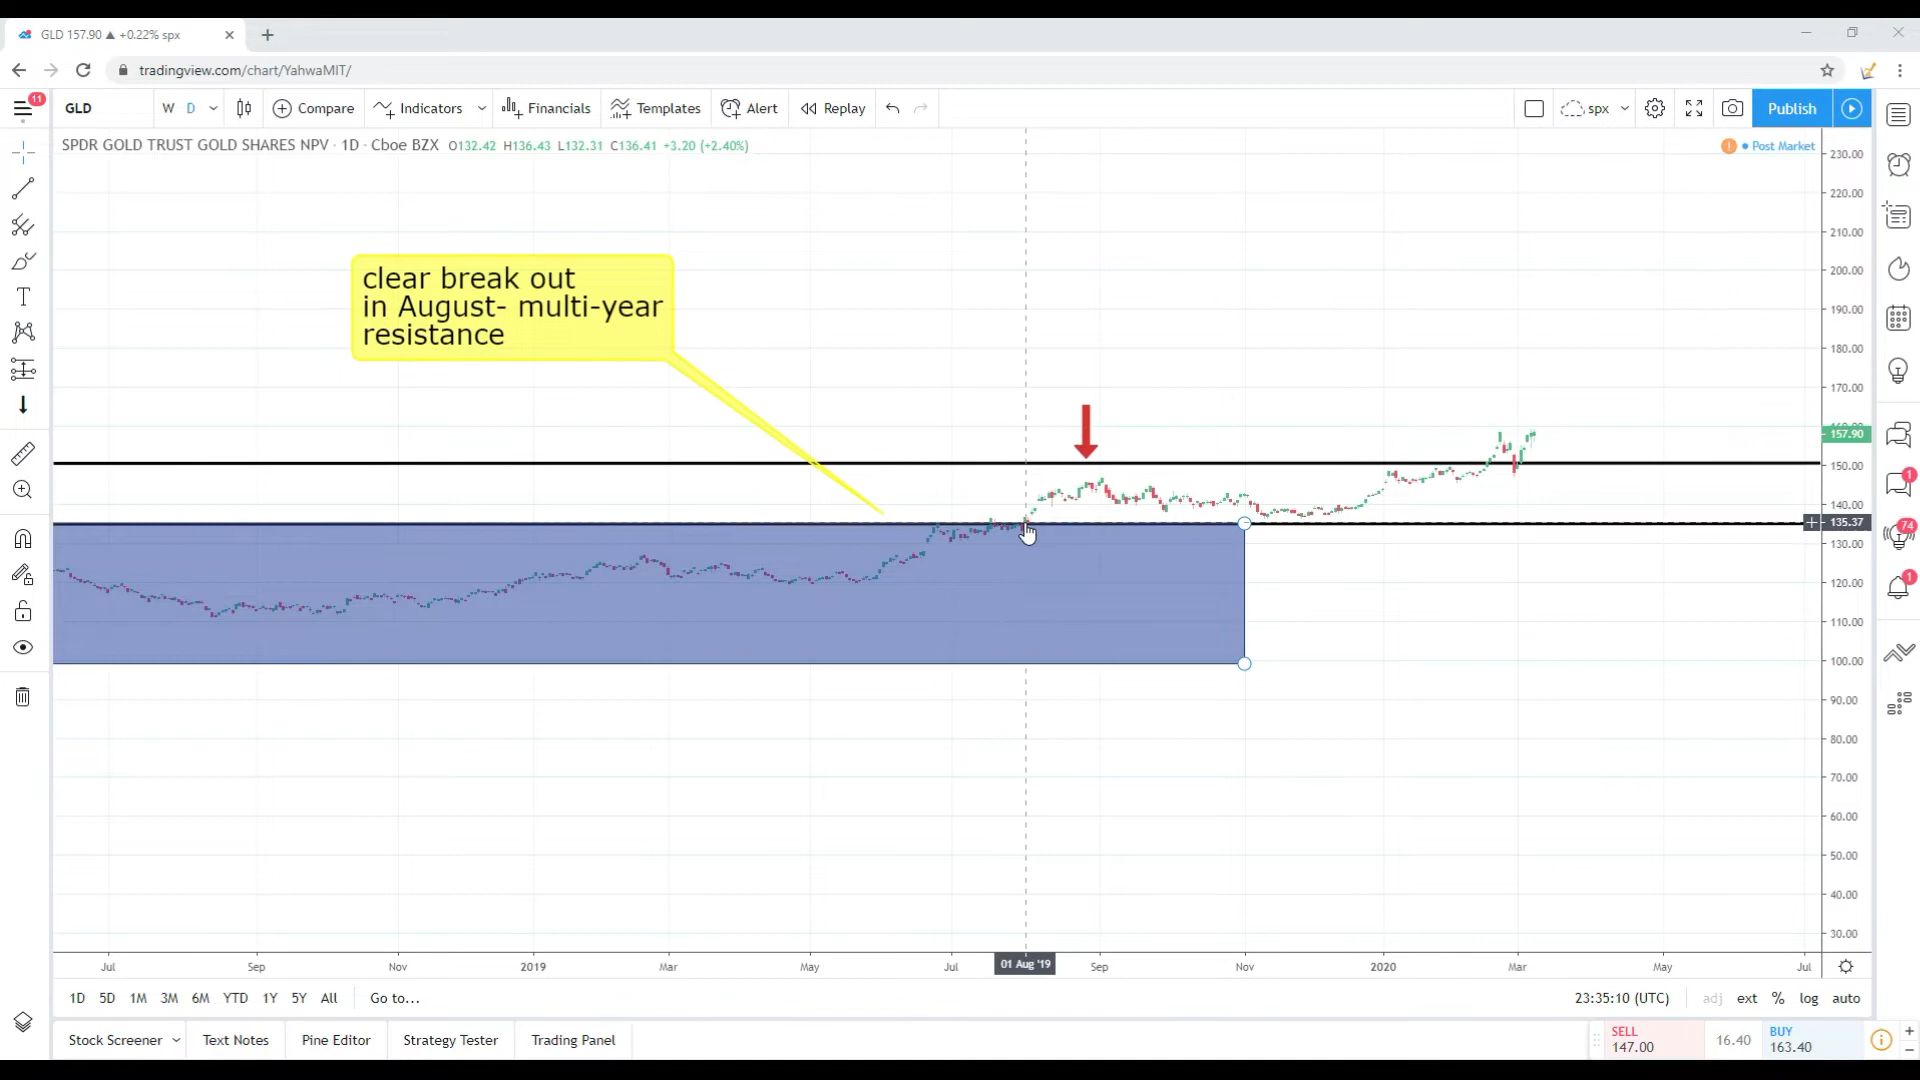 GLD 157.90 ▲ +0.22% spx
tradingview.com/chart/YahwaMIT/
11
GLD
W D
Compare
Indicators
Financials
Templates
Alert
Replay
spx
Publish
SPDR GOLD TRUST GOLD SHARES NPV · 1D · Cboe BZX O132.42 H136.43 L132.31 C136.41 +3.20 (+2.40%)
Post Market
clear break out
in August- multi-year
resistance
230.00
220.00
210.00
200.00
190.00
180.00
170.00
157.90
150.00
140.00
135.37
130.00
120.00
110.00
100.00
90.00
80.00
70.00
60.00
50.00
40.00
30.00
1
74
1
Jul Sep Nov 2019 Mar May Jul 01 Aug '19 Sep Nov 2020 Mar May Jul
1D 5D 1M 3M 6M YTD 1Y 5Y All Go to...
23:35:10 (UTC) adj ext % log auto
Stock Screener Text Notes Pine Editor Strategy Tester Trading Panel
SELL
147.00
16.40
BUY
163.40